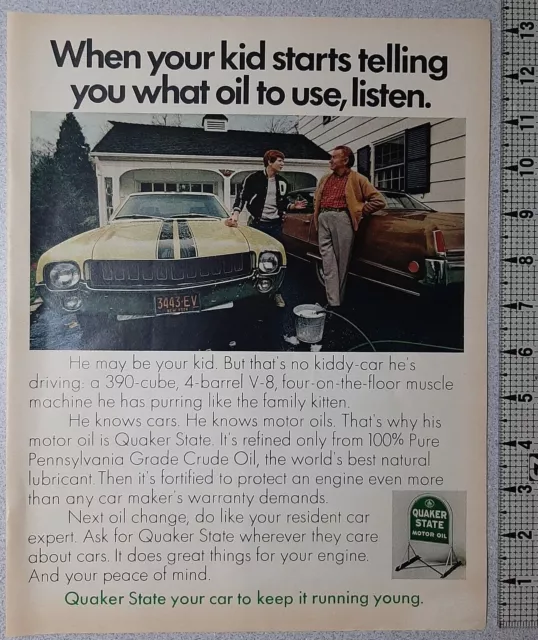 When your kid starts telling
you what oil to use, listen.
3443·EV
NEW YORK
He may be your kid. But that's no kiddy-car he's
driving: a 390-cube, 4-barrel V-8, four-on-the-floor muscle
machine he has purring like the family kitten.
He knows cars. He knows motor oils. That's why his
motor oil is Quaker State. It's refined only from 100% Pure
Pennsylvania Grade Crude Oil, the world's best natural
lubricant. Then it's fortified to protect an engine even more
than any car maker's warranty demands.
Next oil change, do like your resident car
expert. Ask for Quaker State wherever they care
about cars. It does great things for your engine.
And your peace of mind.
QUAKER
STATE
MOTOR OIL
Quaker State your car to keep it running young.
13
12
11
10
9
8
7
6
5
4
3
2
1